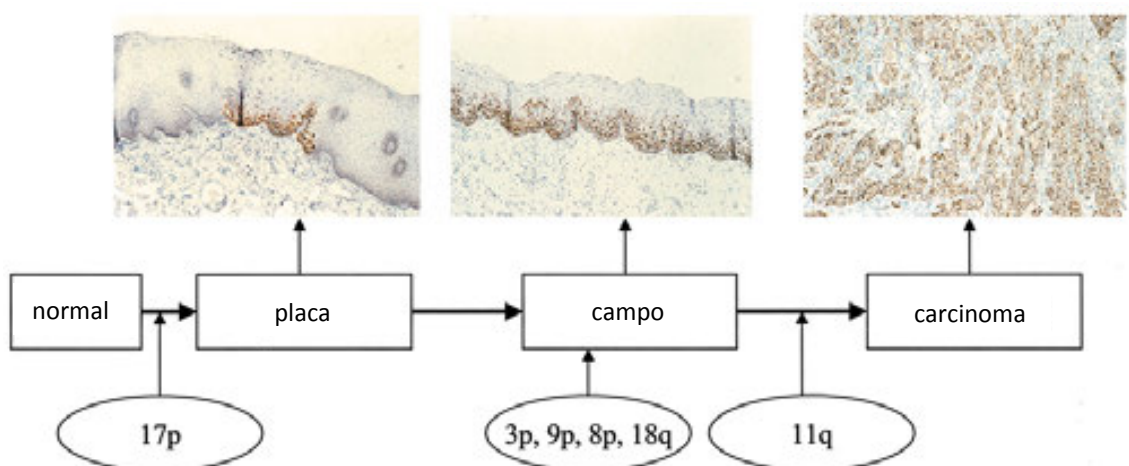 normal
placa
campo
carcinoma
17p
3p, 9p, 8p, 18q
11q